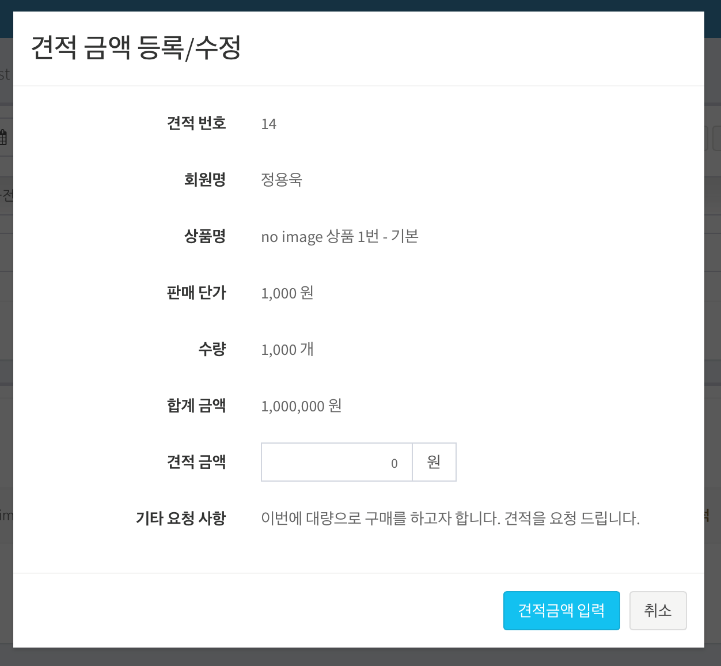 견적 금액 등록/수정
견적 번호 14
회원명 정용욱
상품명 no image 상품 1번 - 기본
판매 단가 1,000 원
수량 1,000 개
합계 금액 1,000,000 원
견적 금액 0 원
기타 요청 사항 이번에 대량으로 구매를 하고자 합니다. 견적을 요청 드립니다.
견적금액 입력 취소